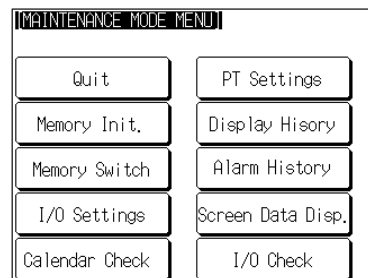 [MAINTENANCE MODE MENU]
Quit
PT Settings
Memory Init.
Display Hisory
Memory Switch
Alarm History
I/O Settings
Screen Data Disp.
Calendar Check
I/O Check